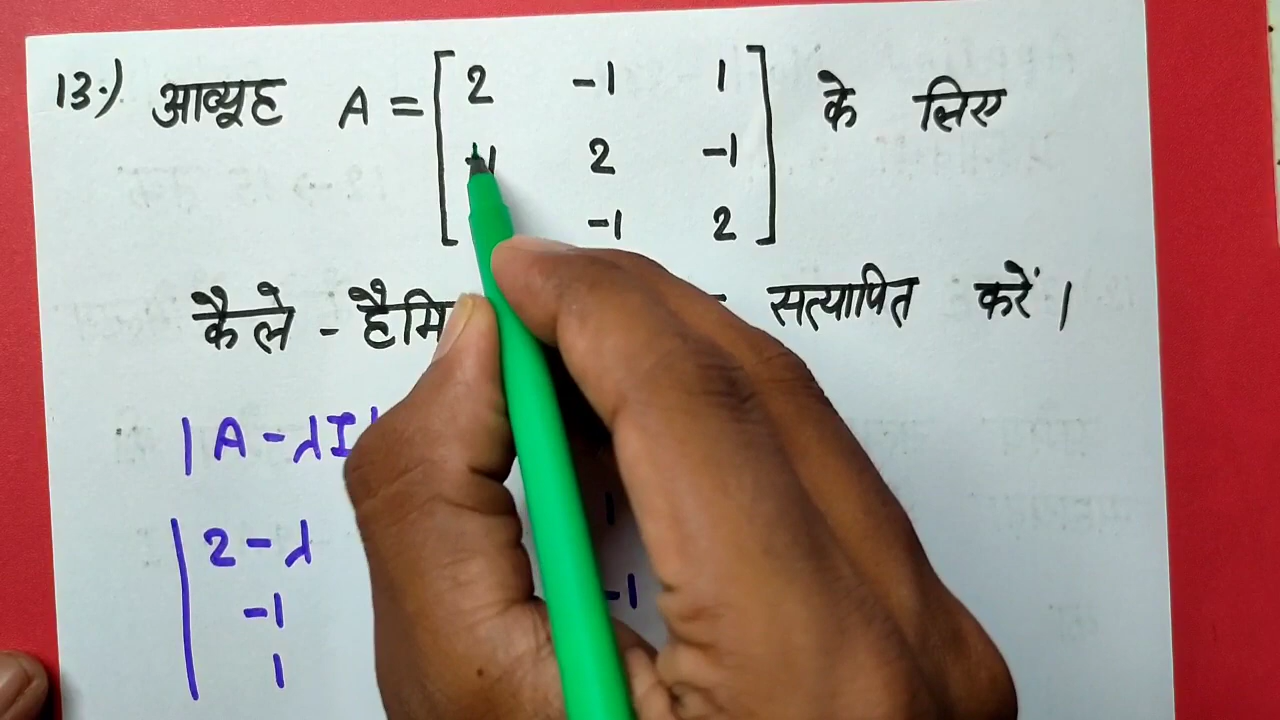 13.) आव्यूह A = [ 2 -1 1 ] के लिए
-1 2 -1
-1 2
कैले - हैमि सत्यापित करें ।
|A - λI|
2 - λ 1
-1 -1
1